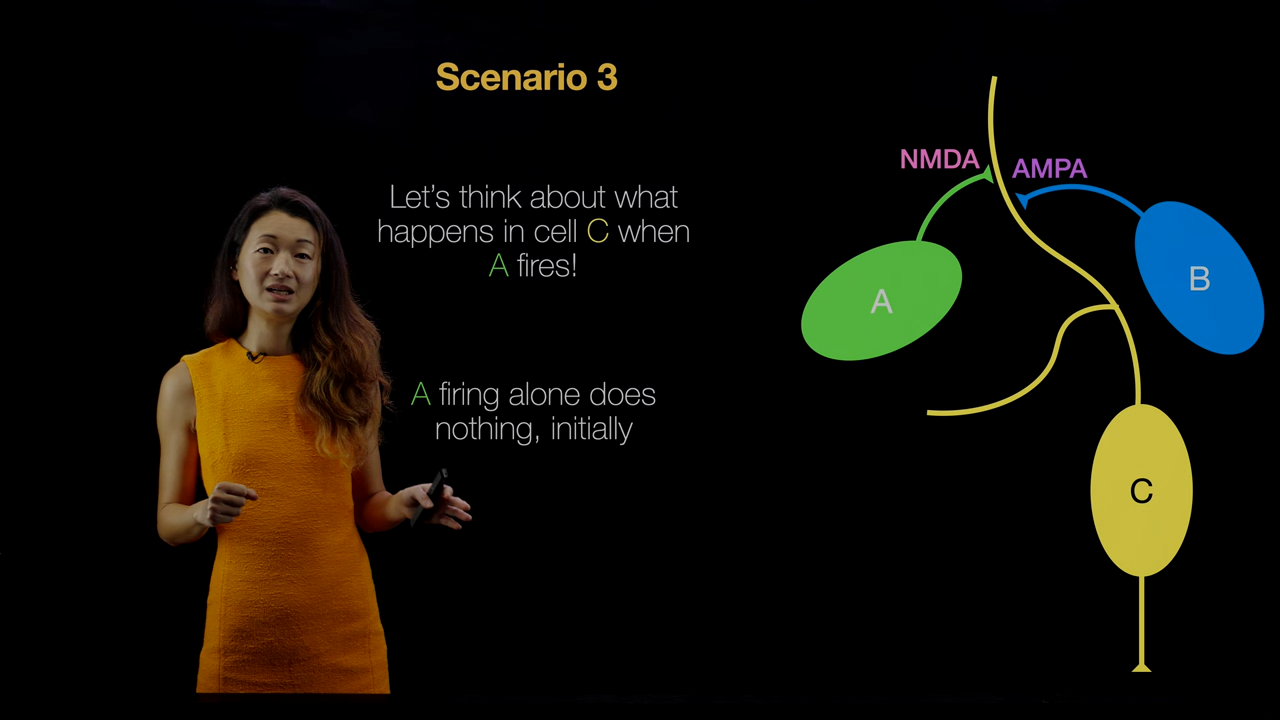 Scenario 3
Let's think about what
happens in cell C when
A fires!
A firing alone does
nothing, initially
NMDA
AMPA
A
B
C